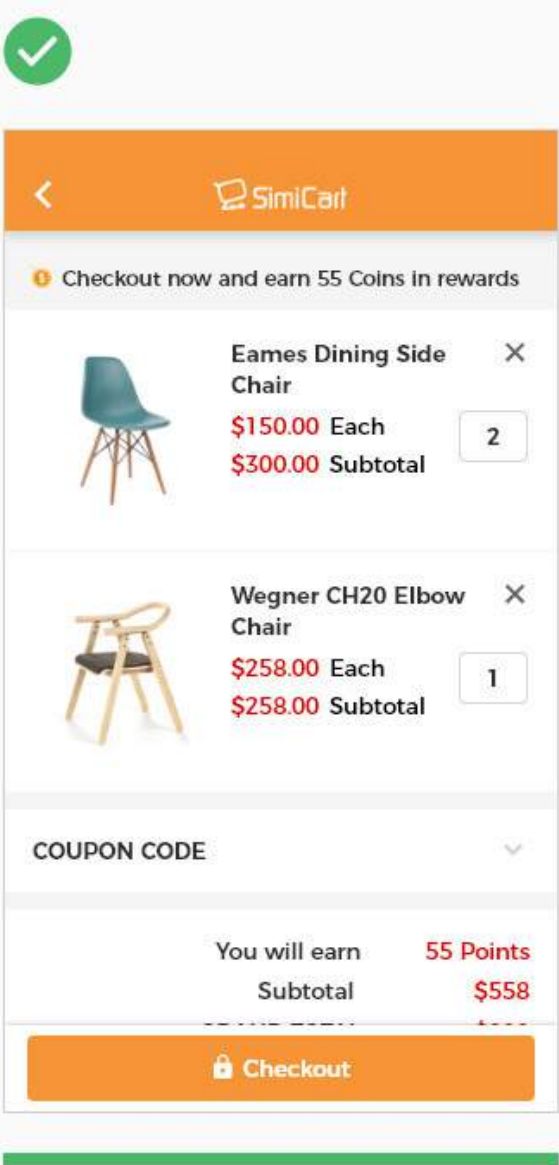 SimiCart
Checkout now and earn 55 Coins in rewards
Eames Dining Side
Chair
$150.00 Each
2
$300.00 Subtotal
Wegner CH20 Elbow
Chair
$258.00 Each
1
$258.00 Subtotal
COUPON CODE
You will earn 55 Points
Subtotal $558
Checkout